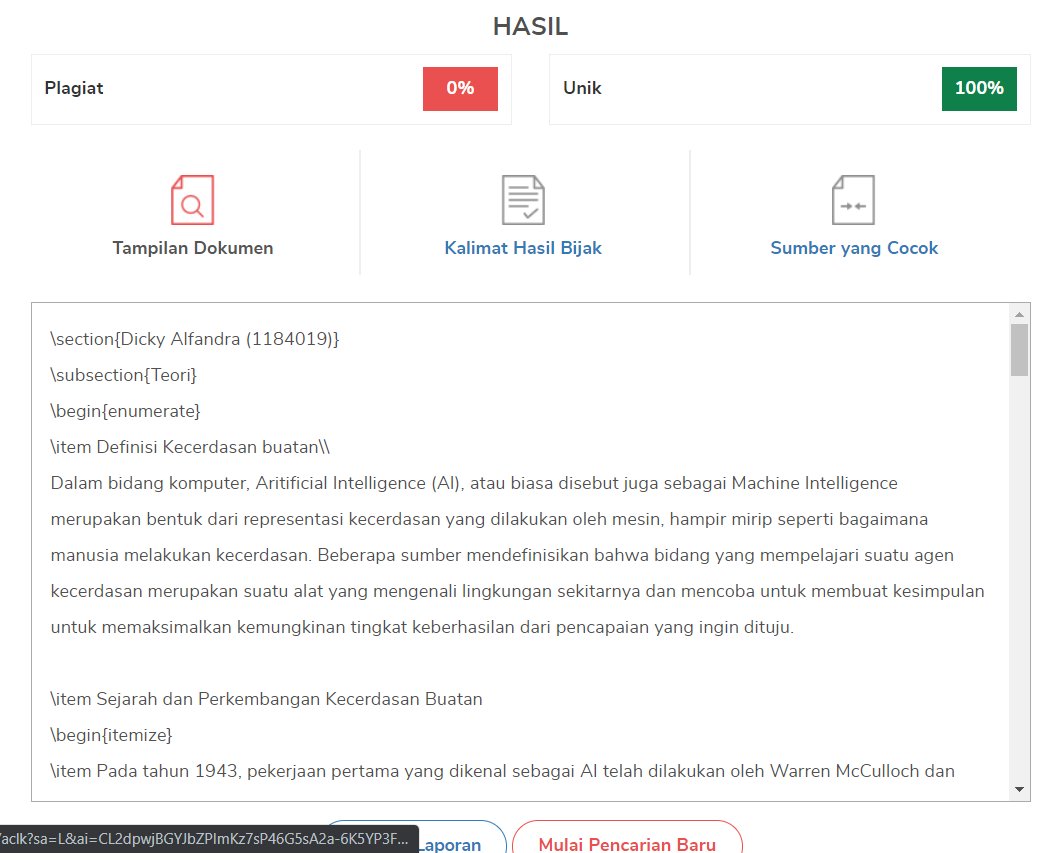 HASIL
Plagiat 0% Unik 100%
Tampilan Dokumen Kalimat Hasil Bijak Sumber yang Cocok
\section{Dicky Alfandra (1184019)}
\subsection{Teori}
\begin{enumerate}
\item Definisi Kecerdasan buatan\\
Dalam bidang komputer, Aritificial Intelligence (AI), atau biasa disebut juga sebagai Machine Intelligence
merupakan bentuk dari representasi kecerdasan yang dilakukan oleh mesin, hampir mirip seperti bagaimana
manusia melakukan kecerdasan. Beberapa sumber mendefinisikan bahwa bidang yang mempelajari suatu agen
kecerdasan merupakan suatu alat yang mengenali lingkungan sekitarnya dan mencoba untuk membuat kesimpulan
untuk memaksimalkan kemungkinan tingkat keberhasilan dari pencapaian yang ingin dituju.
\item Sejarah dan Perkembangan Kecerdasan Buatan
\begin{itemize}
\item Pada tahun 1943, pekerjaan pertama yang dikenal sebagai AI telah dilakukan oleh Warren McCulloch dan
Laporan Mulai Pencarian Baru